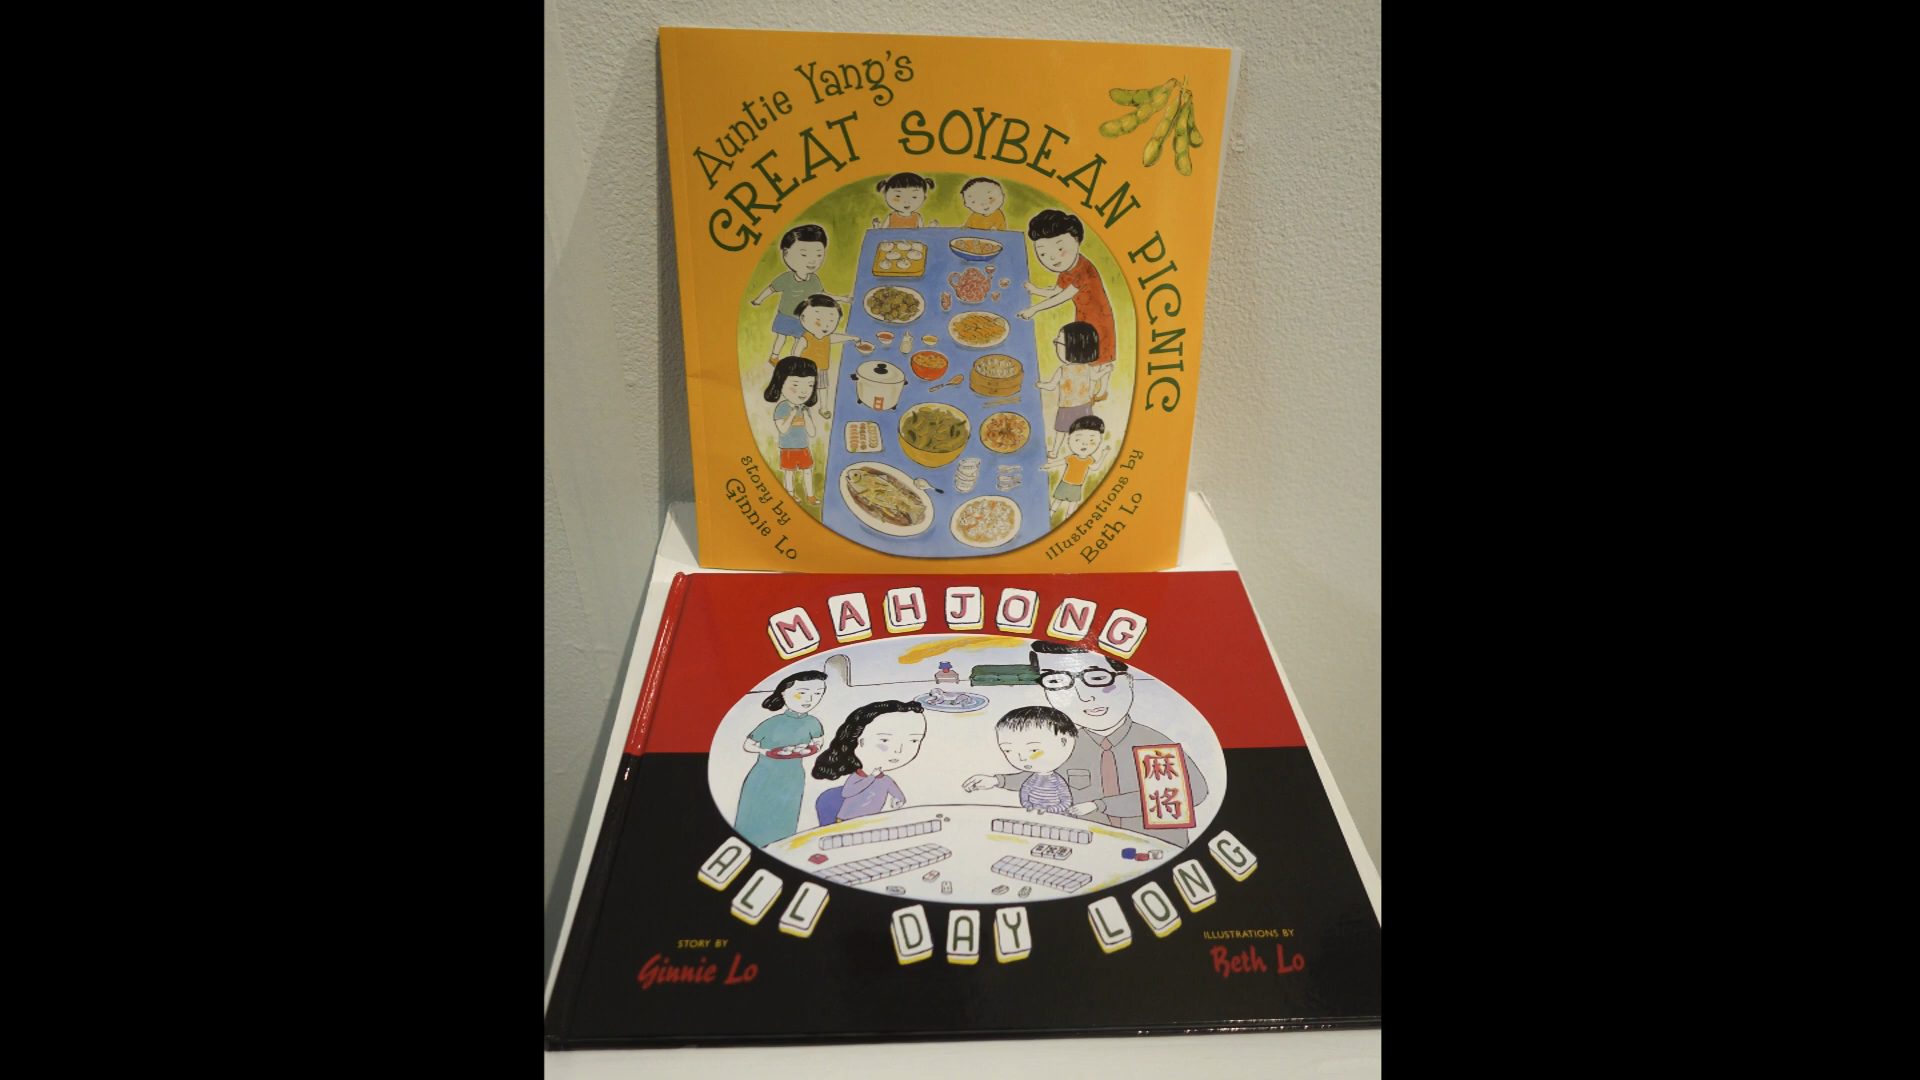 Auntie Yang's
GREAT SOYBEAN PICNIC
story by
Ginnie Lo
illustrations by
Beth Lo
MAHJONG
麻
将
ALL DAY LONG
STORY BY
Ginnie Lo
ILLUSTRATIONS BY
Beth Lo